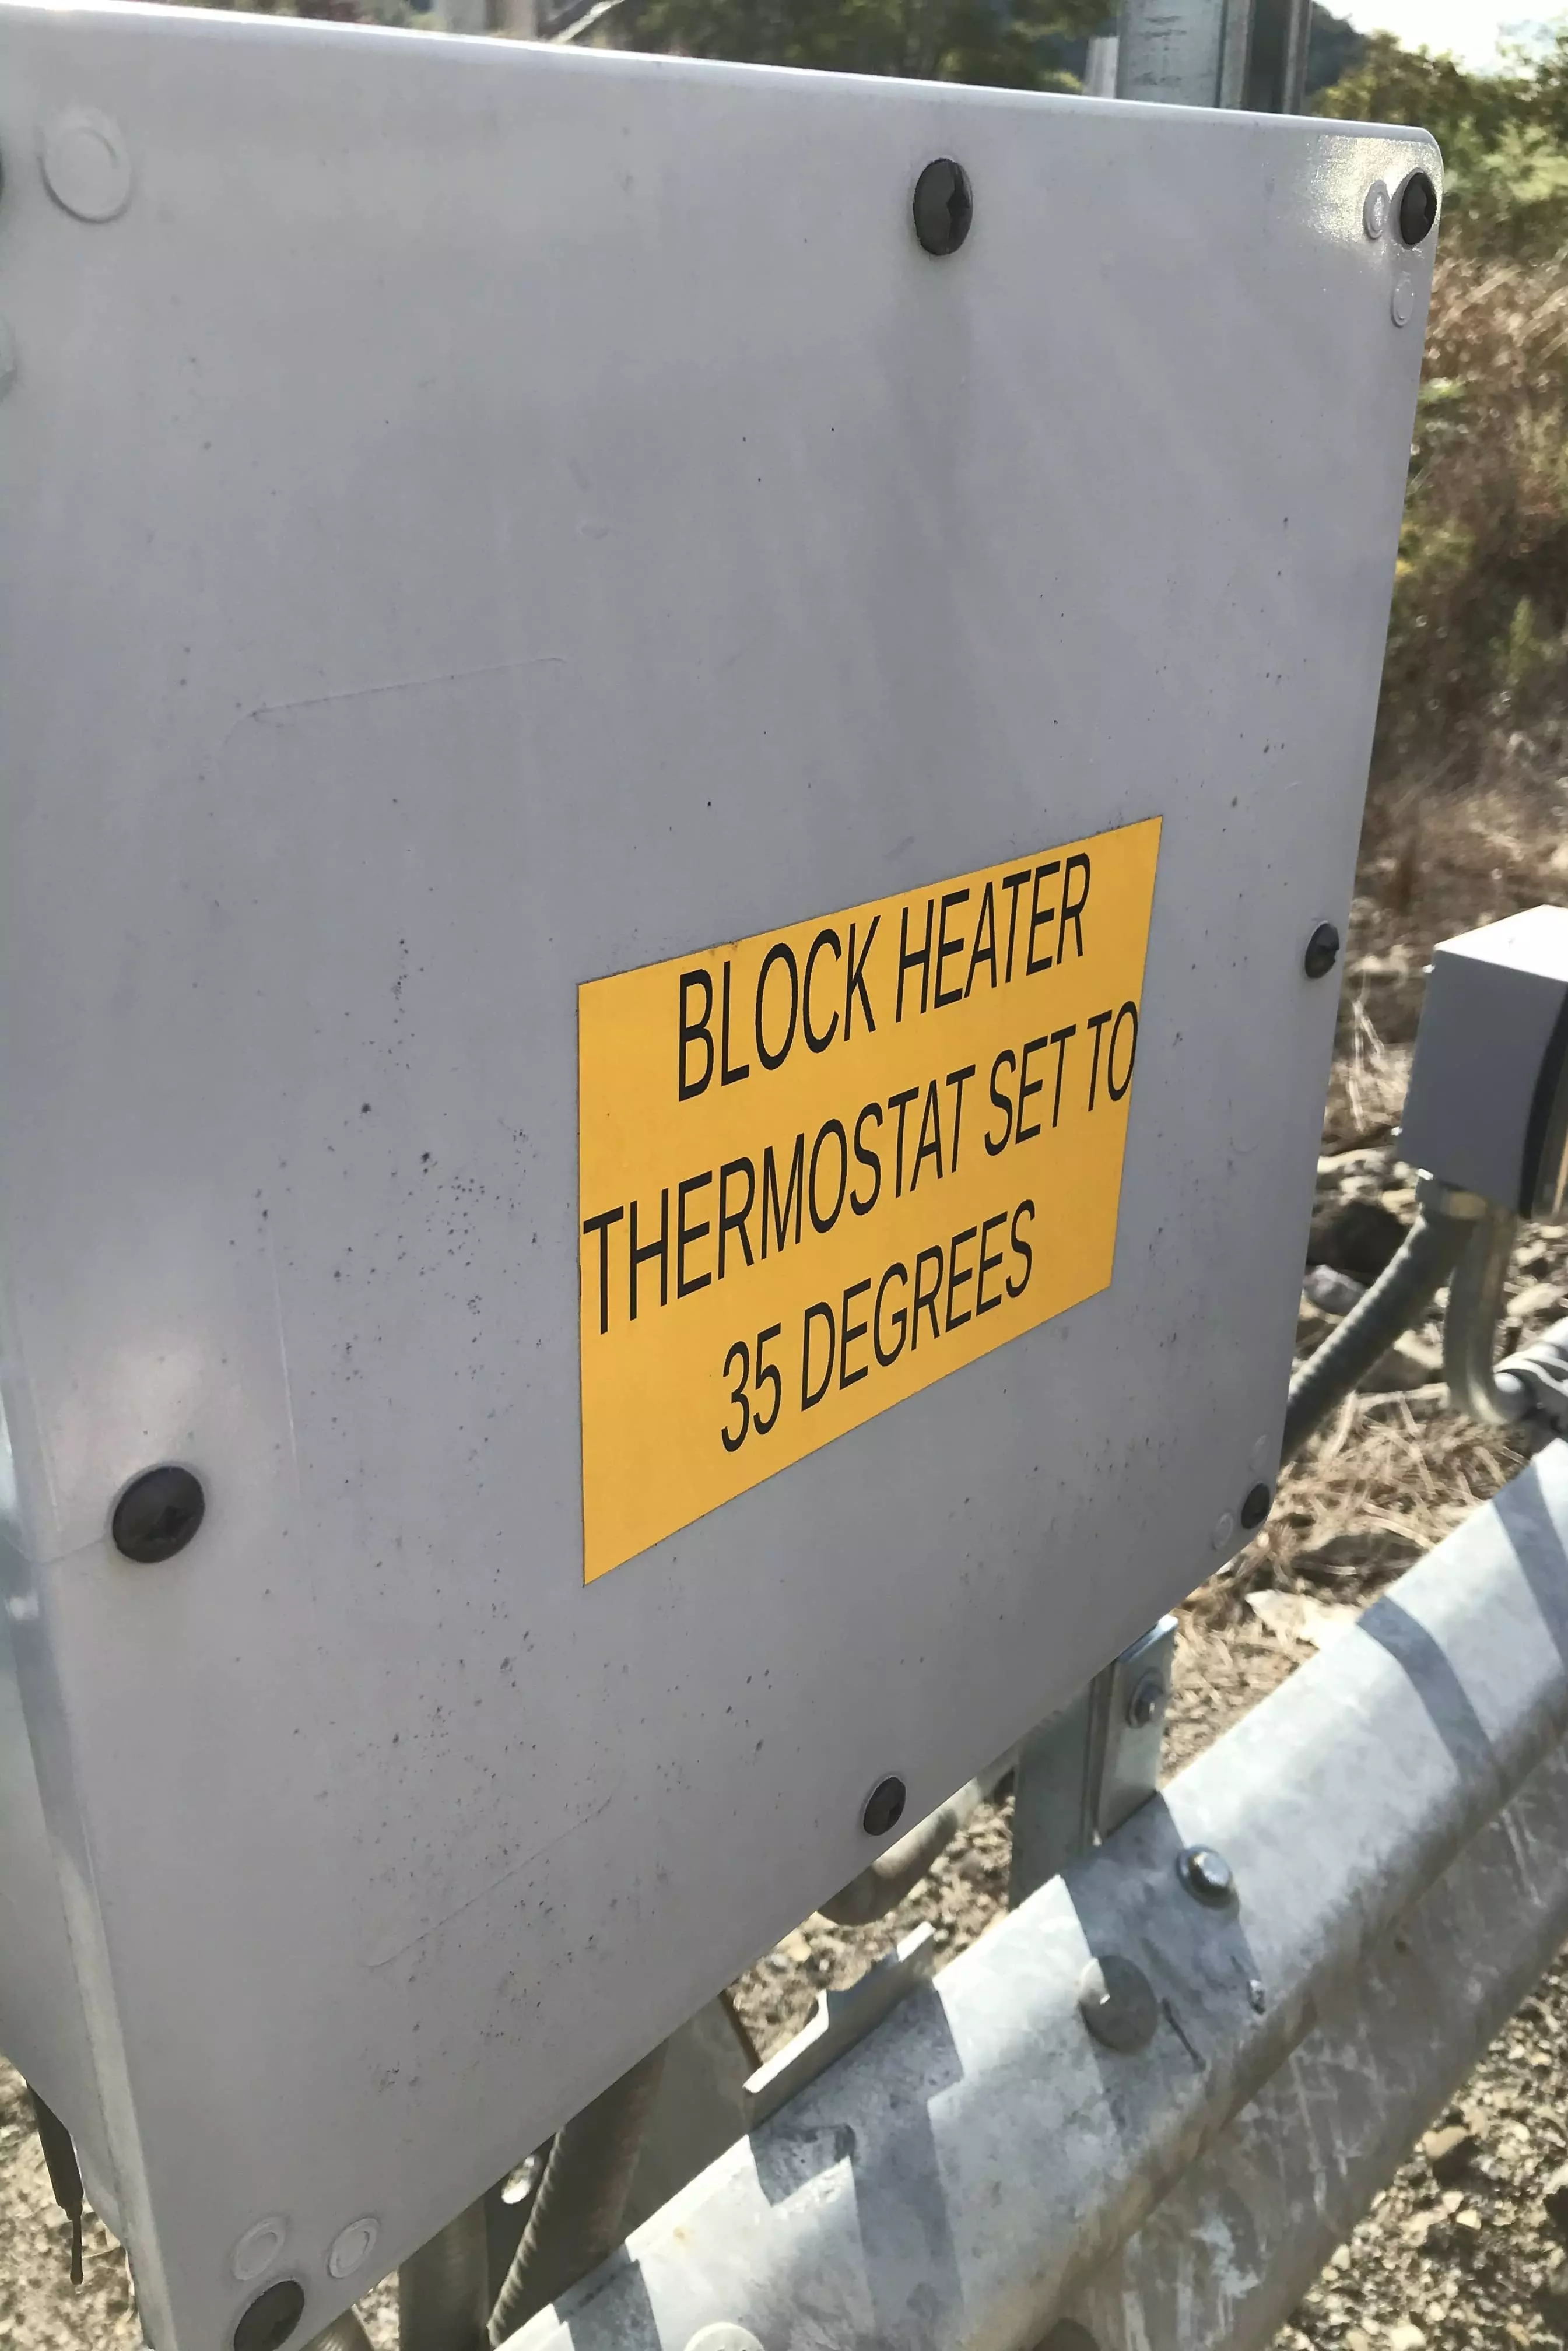 BLOCK HEATER
THERMOSTAT SET TO
35 DEGREES